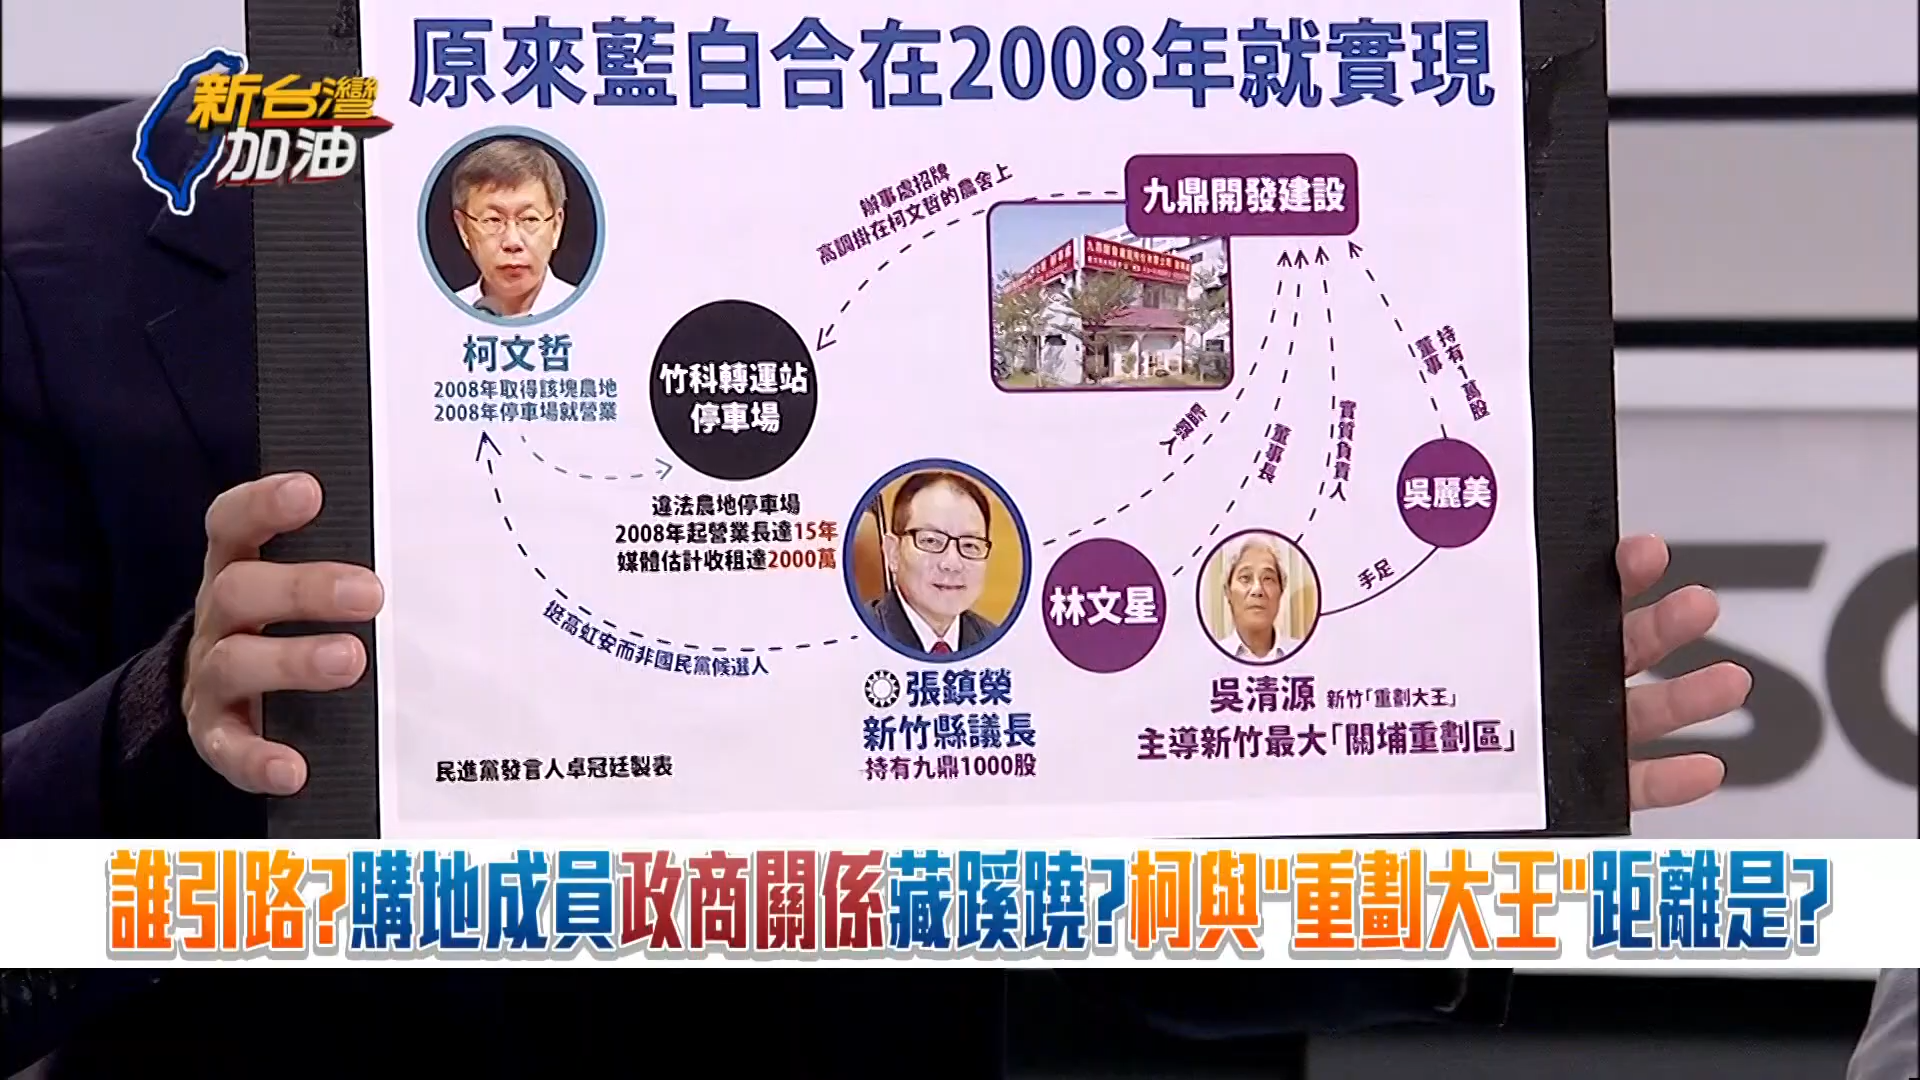 原來藍白合在2008年就實現
新台灣
加油
九鼎開發建設
辦事處招牌
高調掛在柯文哲的農舍上
柯文哲
2008年取得該塊農地
2008年停車場就營業
竹科轉運站
停車場
違法農地停車場
2008年起營業長達15年
媒體估計收租達2000萬
董事長
實質負責人
董事
持有1萬股
吳麗美
手足
林文星
挺高虹安而非國民黨候選人
張鎮榮
新竹縣議長
持有九鼎1000股
吳清源 新竹「重劃大王」
主導新竹最大「關埔重劃區」
民進黨發言人卓冠廷製表
誰引路?購地成員政商關係藏蹊蹺?柯與"重劃大王"距離是?